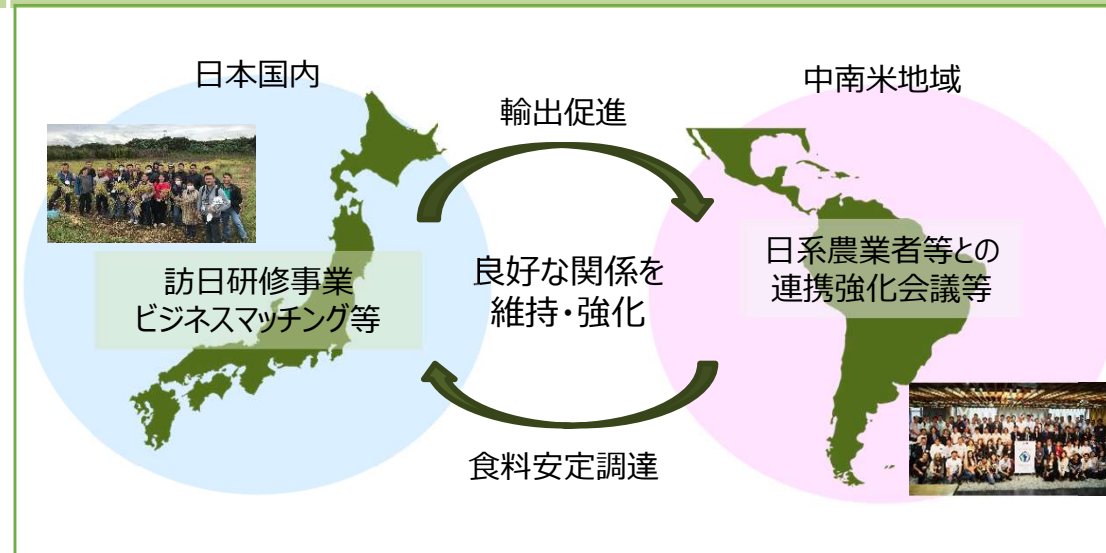 日本国内
中南米地域
輸出促進
訪日研修事業
ビジネスマッチング等
良好な関係を
維持・強化
日系農業者等との
連携強化会議等
食料安定調達